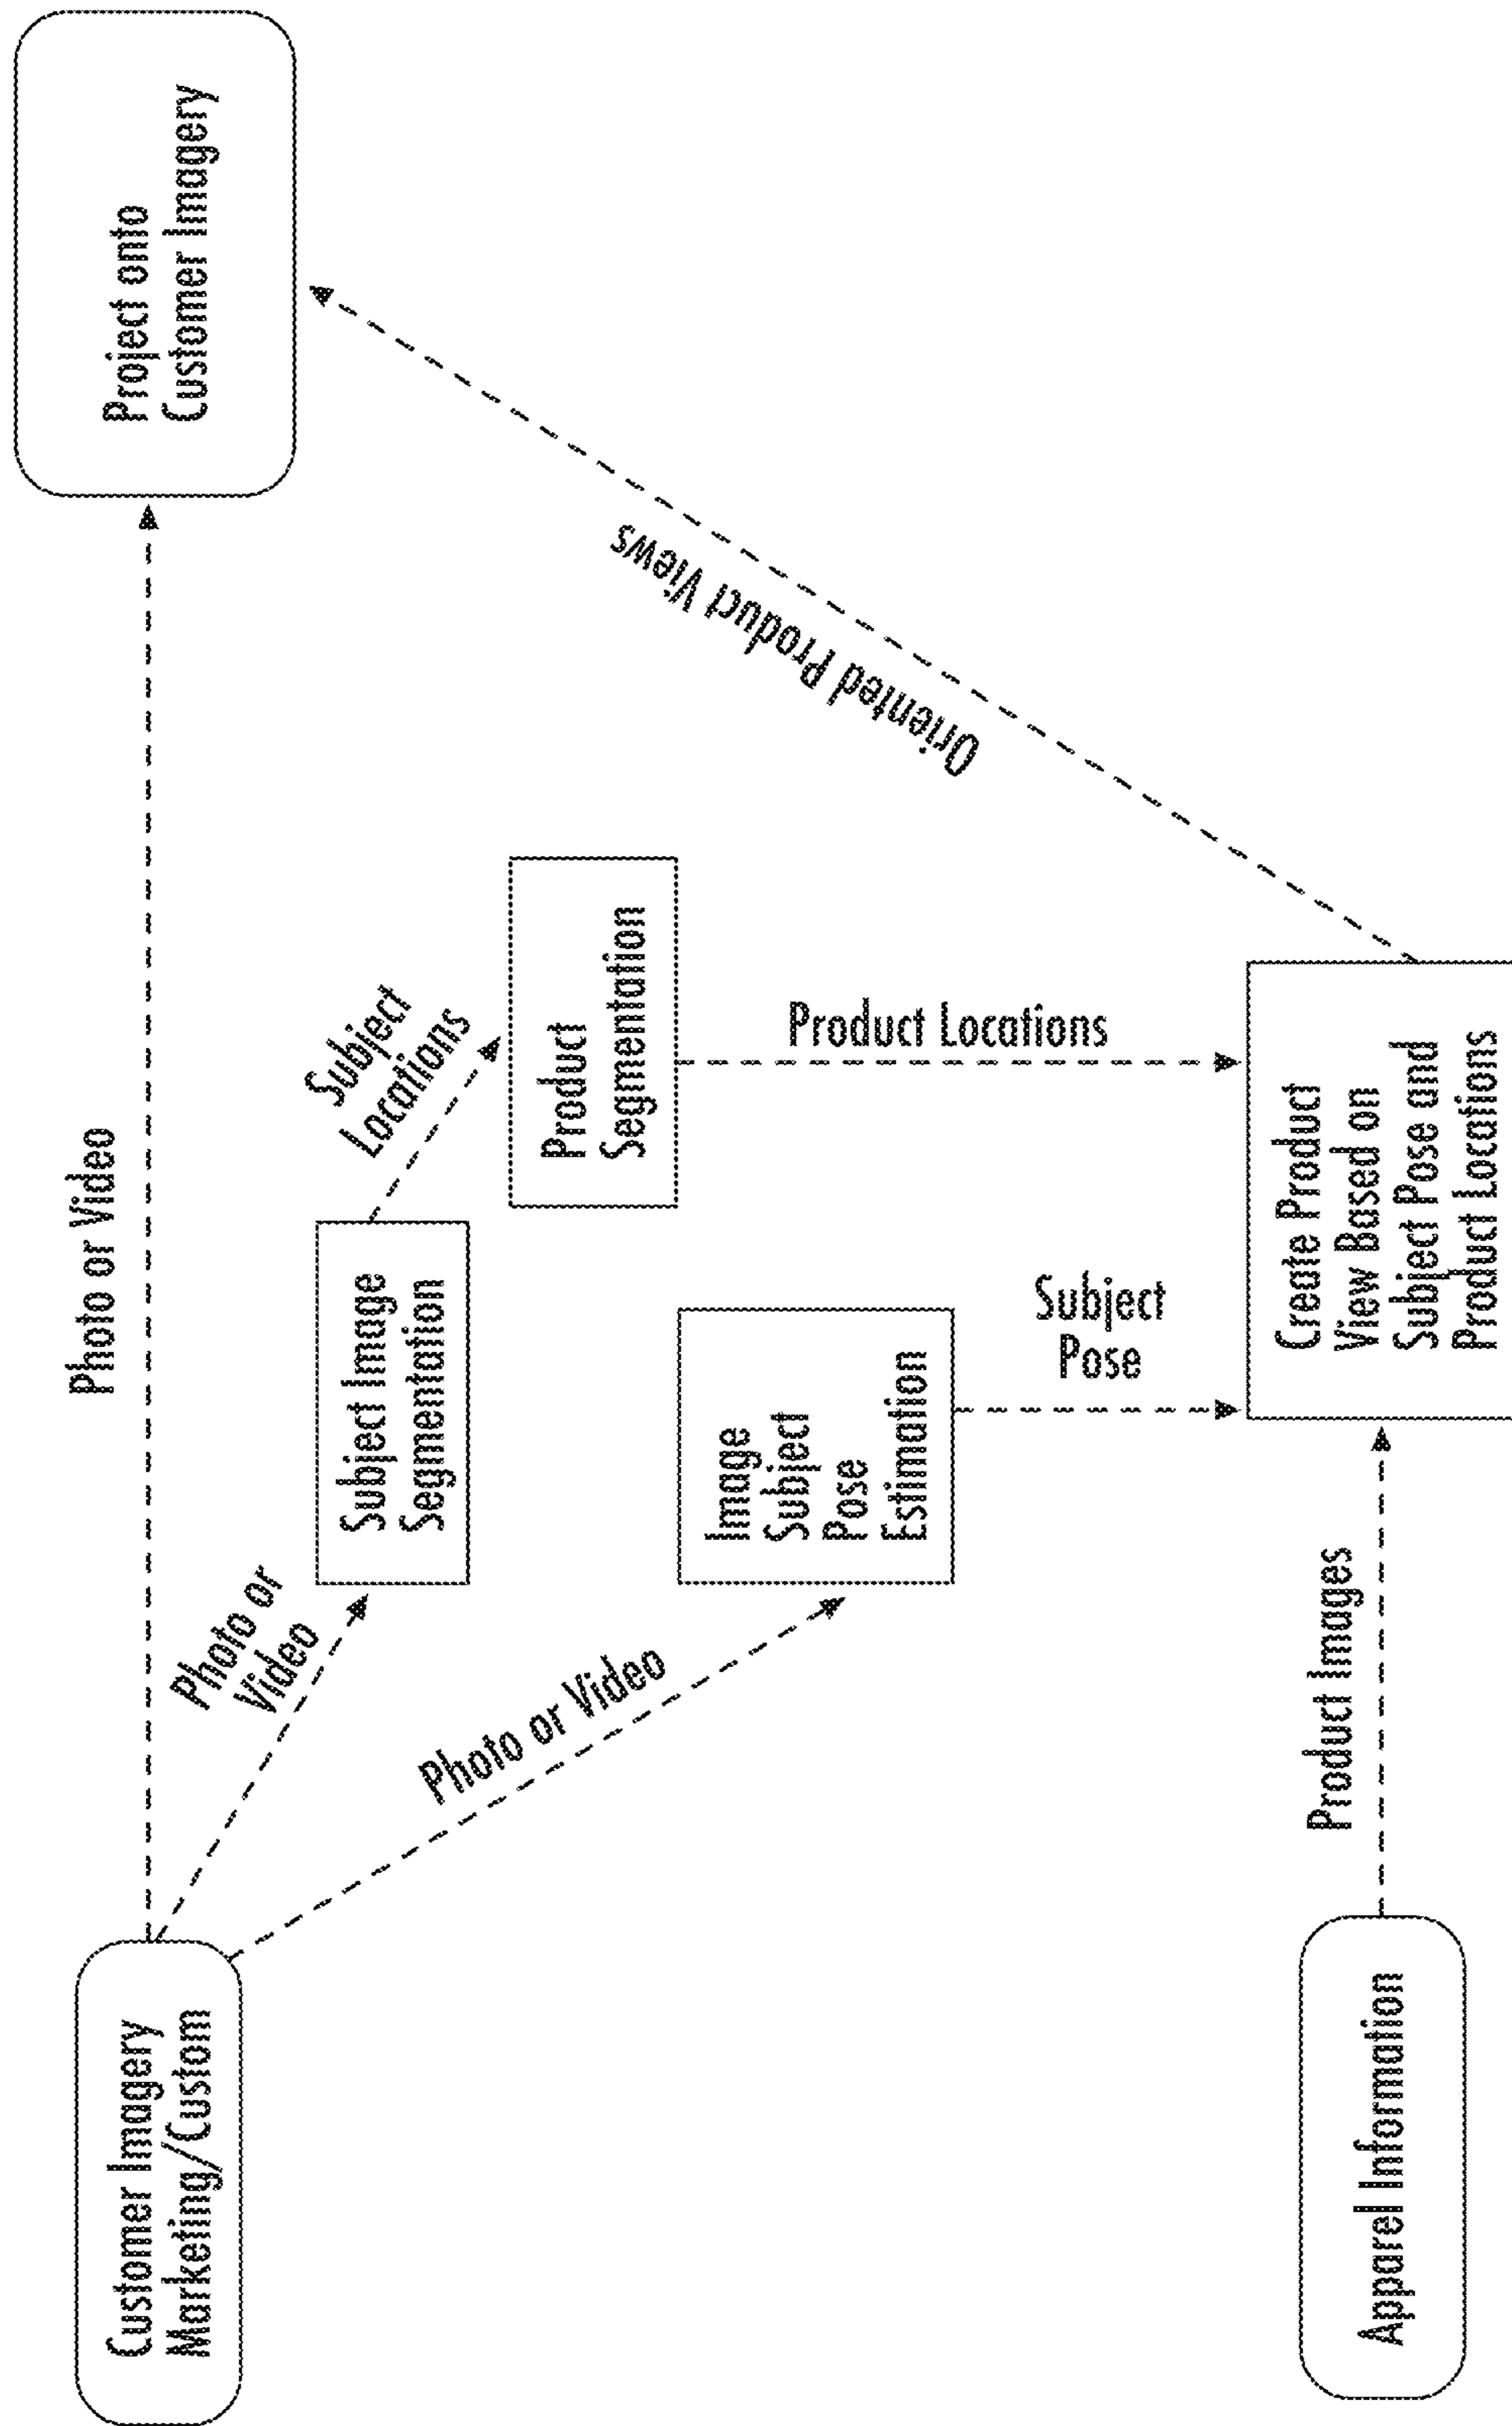 Customer Imagery
Marketing/Custom
Photo or Video
Project onto
Customer Imagery
Photo or
Video
Subject Image
Segmentation
Subject
Locations
Product
Segmentation
Photo or Video
Image
Subject
Pose
Estimation
Product Locations
Subject
Pose
Oriented Product Views
Apparel Information
Product Images
Create Product
View Based on
Subject Pose and
Product Locations